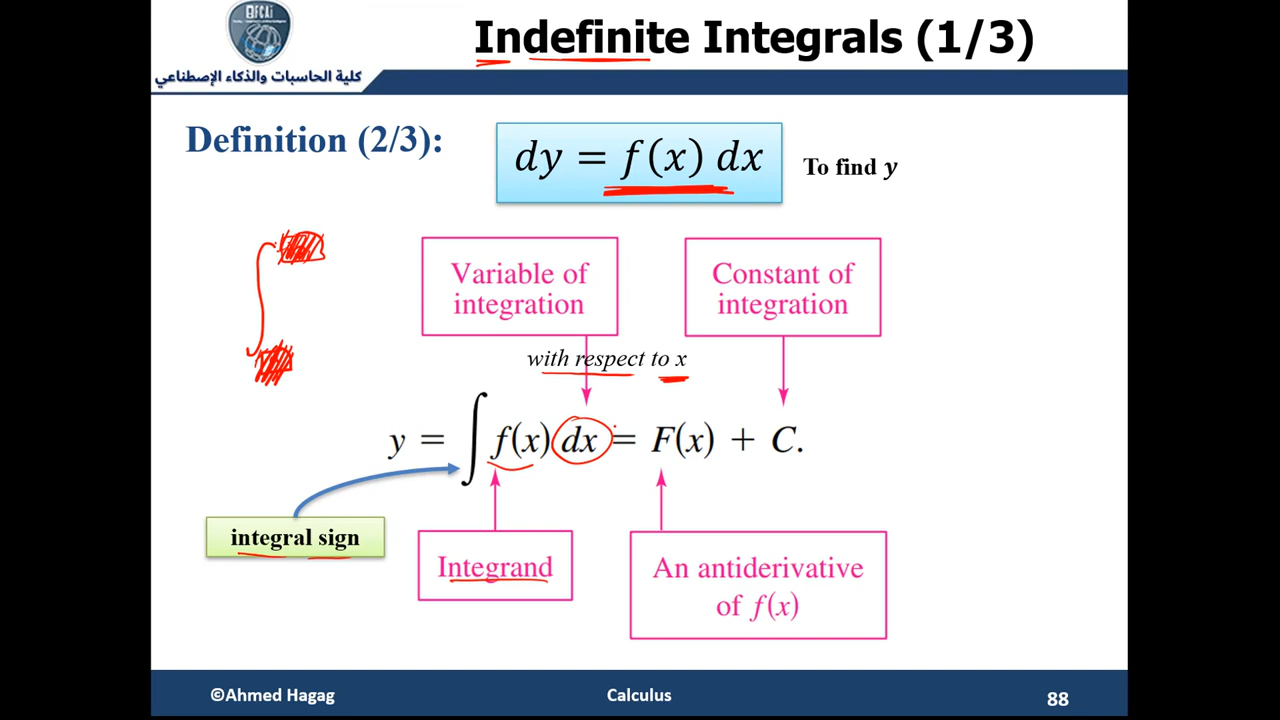 FCAi
Indefinite Integrals (1/3)
كلية الحاسبات والذكاء الإصطناعي
Definition (2/3):
dy = f(x) dx
To find y
Variable of
integration
Constant of
integration
with respect to x
y = ∫ f(x) dx = F(x) + C.
integral sign
Integrand
An antiderivative
of f(x)
©Ahmed Hagag
Calculus
88